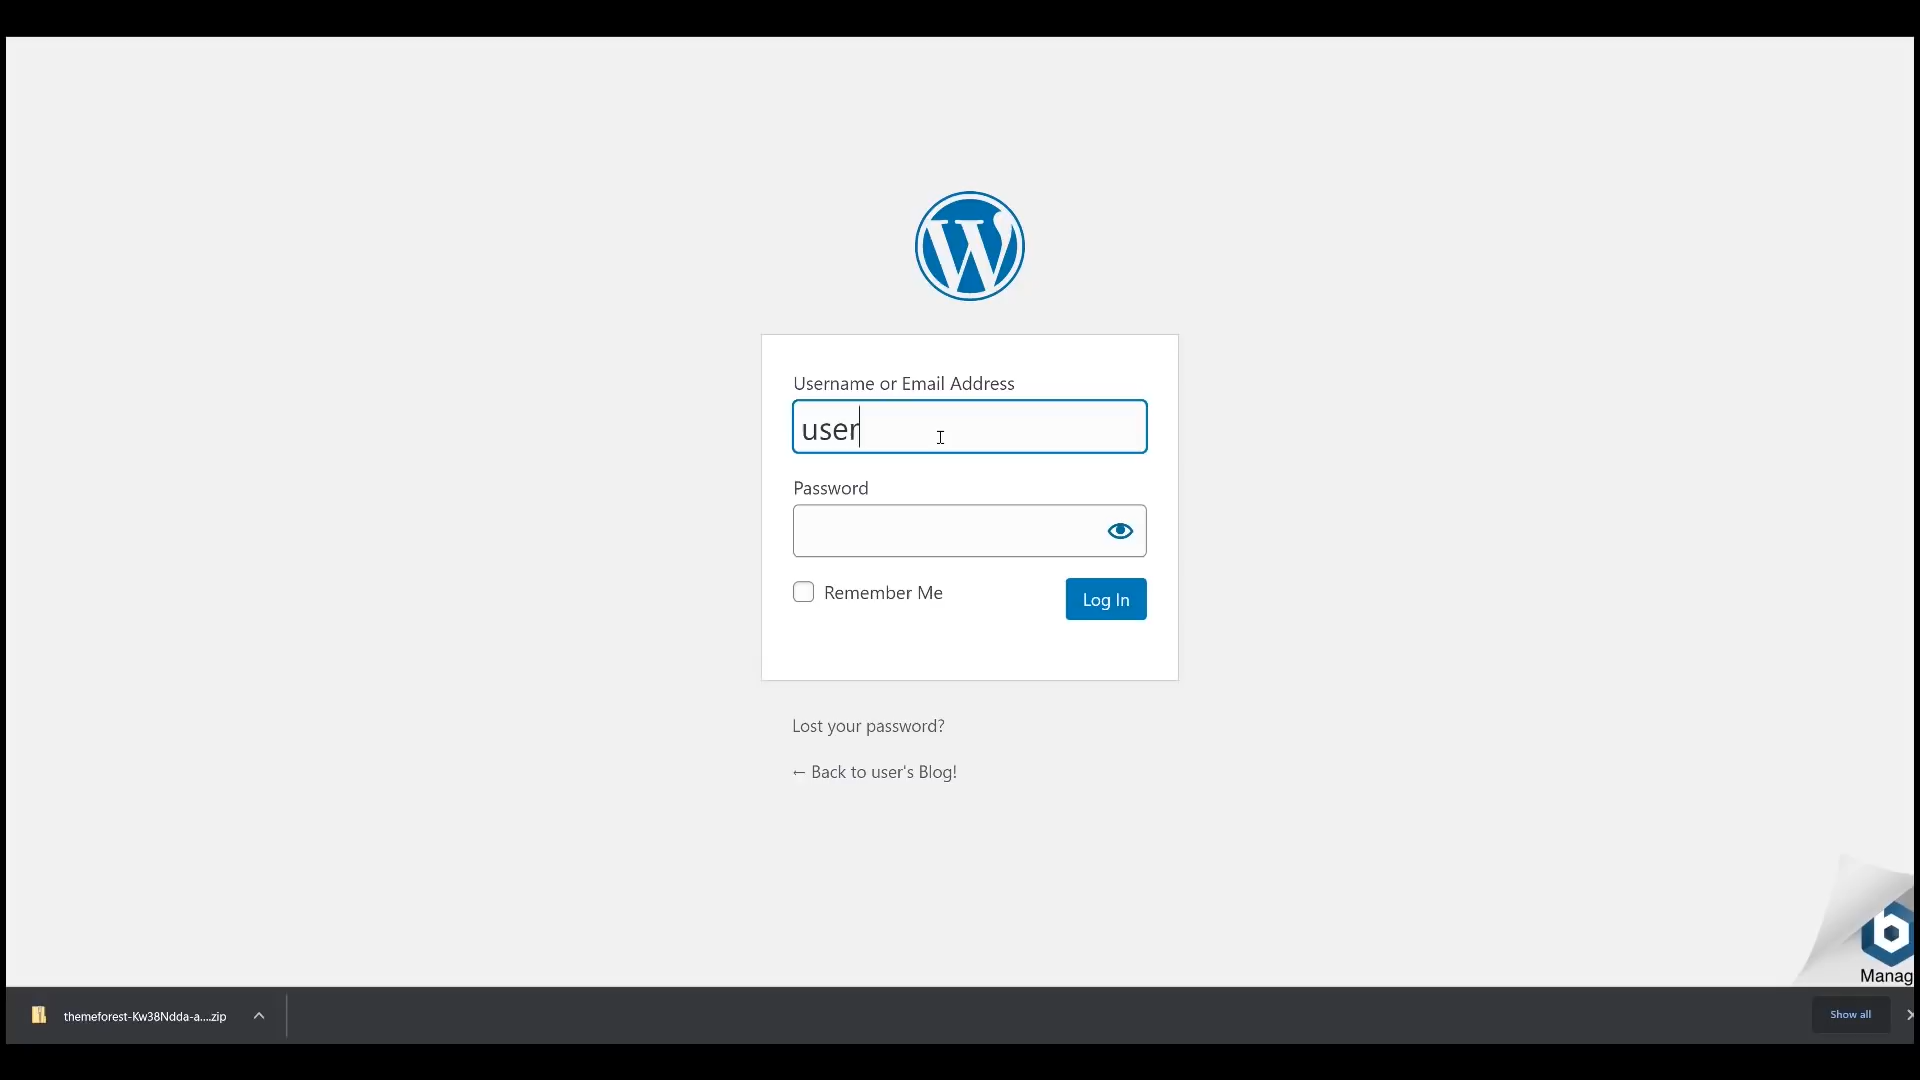 Username or Email Address
user
Password
Remember Me
Log In
Lost your password?
← Back to user's Blog!
Manag
themeforest-Kw38Ndda-a....zip
Show all